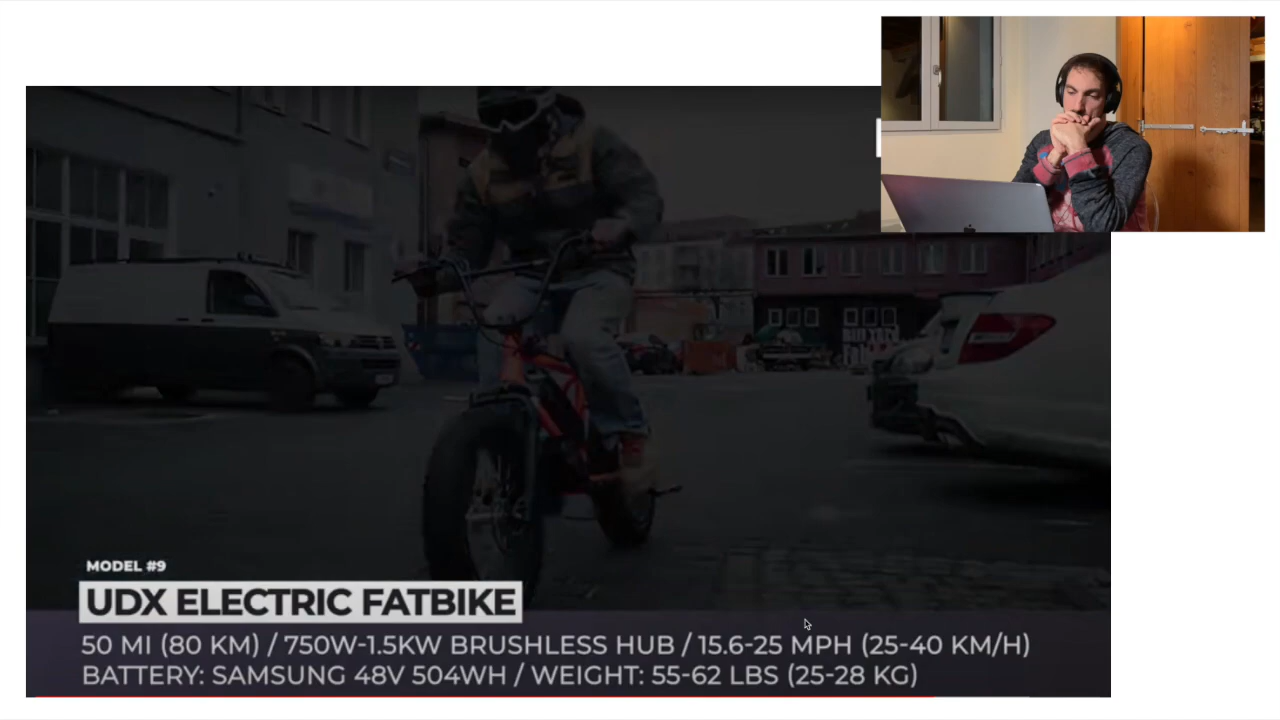 MODEL #9
UDX ELECTRIC FATBIKE
50 MI (80 KM) / 750W-1.5KW BRUSHLESS HUB / 15.6-25 MPH (25-40 KM/H)
BATTERY: SAMSUNG 48V 504WH / WEIGHT: 55-62 LBS (25-28 KG)